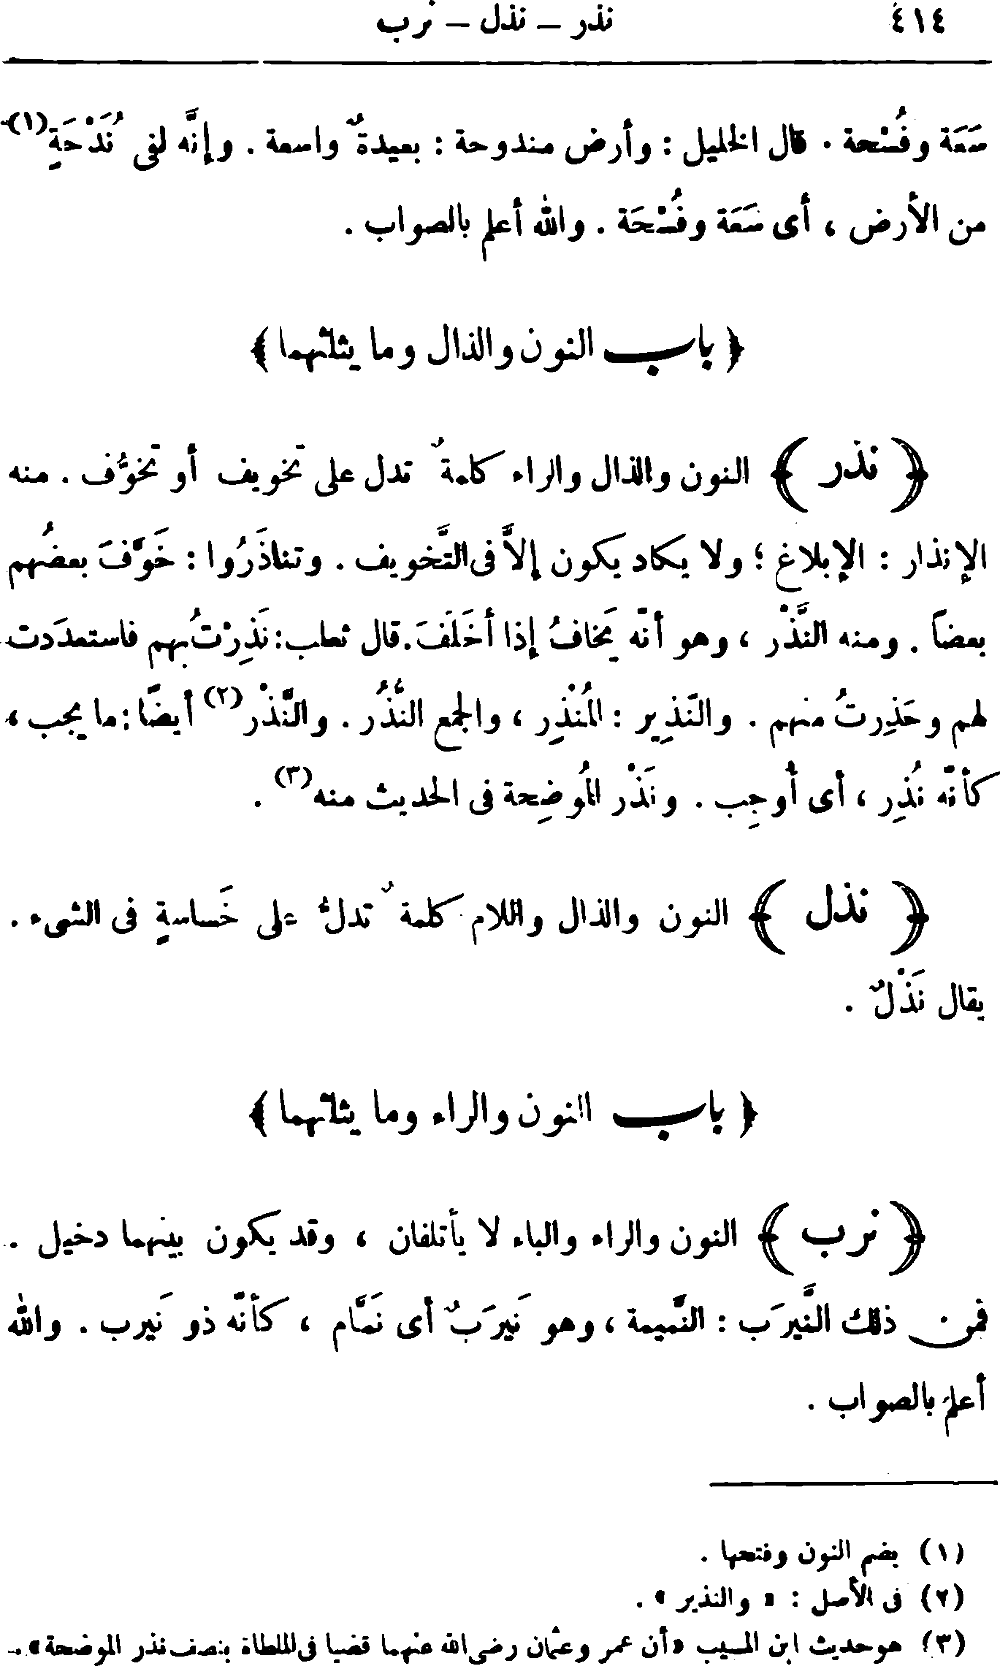 ٤١٤ نذر – نذل – نرب
سَعَة وفُسْحة . قال الخليل : وأرض مندوحة : بعيدةٌ واسعة . وإنَّه لفى نُدْحَةٍ(١)
من الأرض ، أى سَعَة وفُسْحَة . والله أعلم بالصواب .
﴿ باب النون والذال وما يثلثهما ﴾
﴿ نذر ﴾ النون والذال والراء كلمةٌ تدل على تخويف أو تخوُّف . منه
الإنذار : الإبلاغ ؛ ولا يكاد يكون إلاَّ فى التَّخويف . وتناذَرُوا : خَوَّفَ بعضُهم
بعضاً . ومنه النَّذْر ، وهو أنّه يَخافُ إذا أخَلَفَ . قال ثعلب : نَذِرْتُ بهم فاستعدَدت
لهم وحَذِرتُ منهم . والنّذِير : المُنْذِر ، والجمع النُّذُر . والنَّذْر(٢) أيضًا : ما يجب ،
كأنّه نُذِر ، أى أُوجِب . ونَذْر المُوضِحة فى الحديث منه(٣) .
﴿ نذل ﴾ النون والذال واللام كلمةٌ تدلُّ على خَساسةٍ فى الشىء .
يقال نَذْلٌ .
﴿ باب النون والراء وما يثلثهما ﴾
﴿ نرب ﴾ النون والراء والباء لا يأتلفان ، وقد يكون بينهما دخيل .
فمن ذلك النَّيرَب : النَّميمة ، وهو نَيرَبٌ أى نَمَّام ، كأنّه ذو نَيرب . والله
أعلم بالصواب .
(١) بضم النون وفتحها .
(٢) فى الأصل : « والنذير » .
(٣) هو حديث ابن المسيب «أن عمر وعثمان رضى الله عنهما قضيا فى الملطاة بنصف نذر الموضحة» .